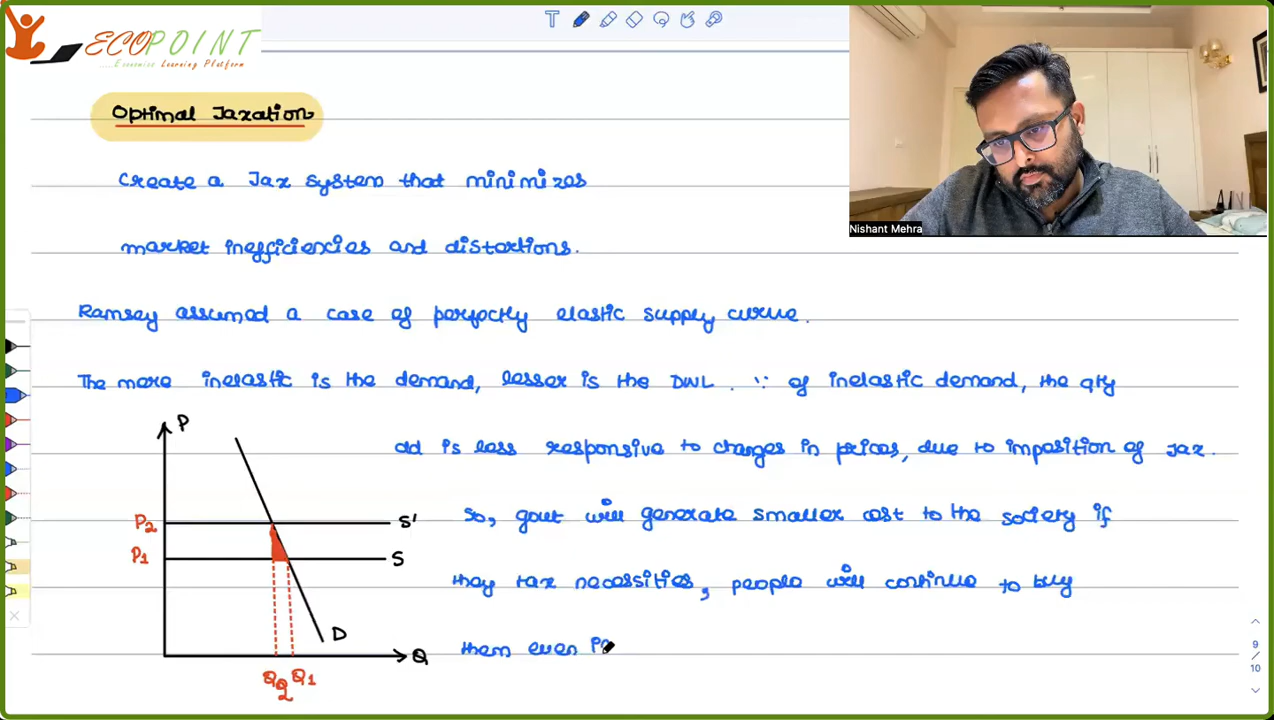 ECOPOINT
....Economics Learning Platform
Nishant Mehra
Optimal Taxation
Create a Tax system that minimizes
market inefficiencies and distortions.
Ramsey assumed a case of perfectly elastic supply curve.
The more inelastic is the demand, lesser is the DWL. ∵ of inelastic demand, the qty
dd is less responsive to changes in prices, due to imposition of Tax.
So, govt will generate smaller cost to the society if
they tax necessities, people will continue to buy
them even
P
P2
S'
P1
S
D
Q
Q2 Q1
9
/
10